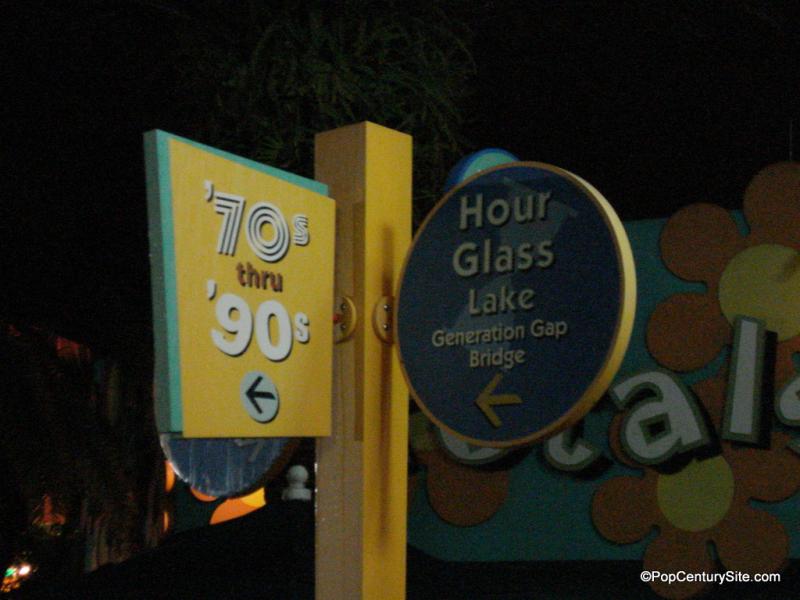 '70s
thru
'90s
Hour
Glass
Lake
Generation Gap
Bridge
©PopCenturySite.com